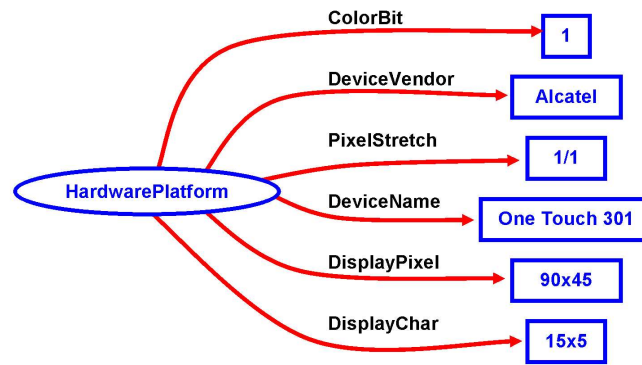 ColorBit
1
DeviceVendor
Alcatel
PixelStretch
1/1
HardwarePlatform
DeviceName
One Touch 301
DisplayPixel
90x45
DisplayChar
15x5